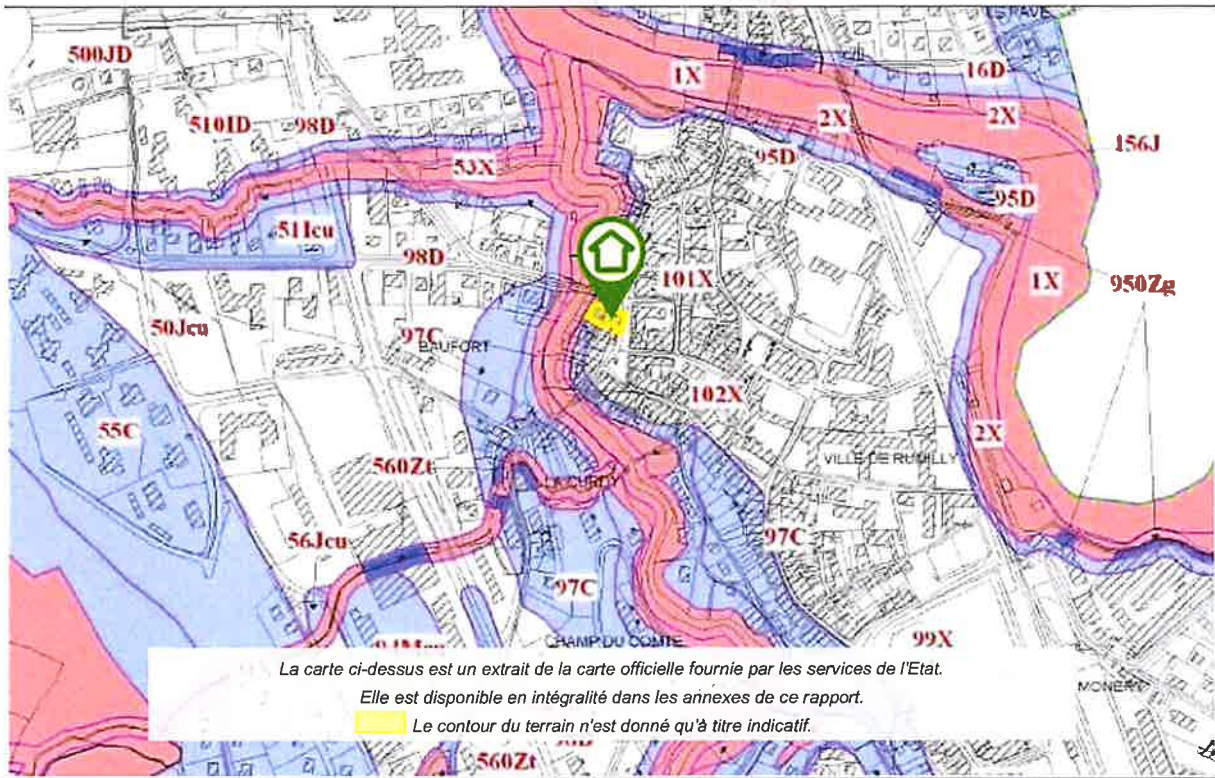 500JD
1X
16D
510ID
98D
2X
2X
156J
53X
95D
95D
51Icu
98D
101X
1X
950Zg
50Jcu
97C
BAUFORT
55C
102X
2X
VILLE DE RUMILLY
560Zt
56Jcu
97C
97C
CHAMP DU COMTE
99X
La carte ci-dessus est un extrait de la carte officielle fournie par les services de l'Etat.
Elle est disponible en intégralité dans les annexes de ce rapport.
MONERY
Le contour du terrain n'est donné qu'à titre indicatif.
560Zt